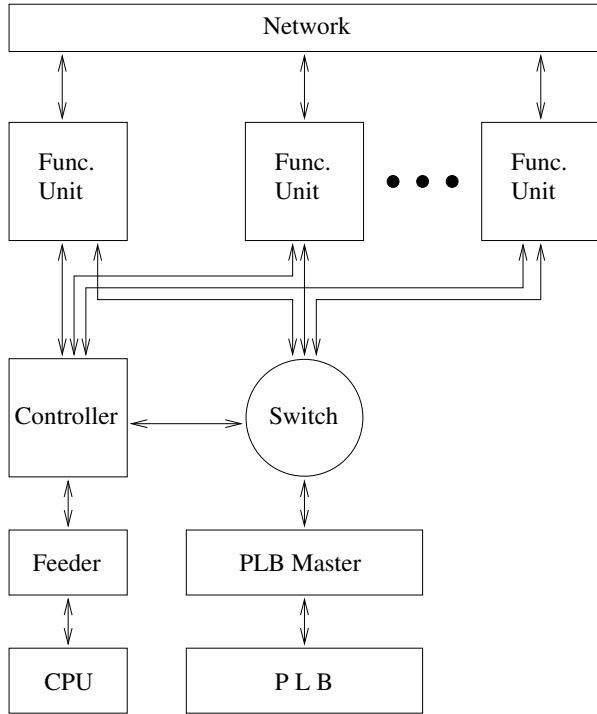 Network
Func.
Unit
Func.
Unit
Func.
Unit
Controller
Switch
Feeder
PLB Master
CPU
P L B